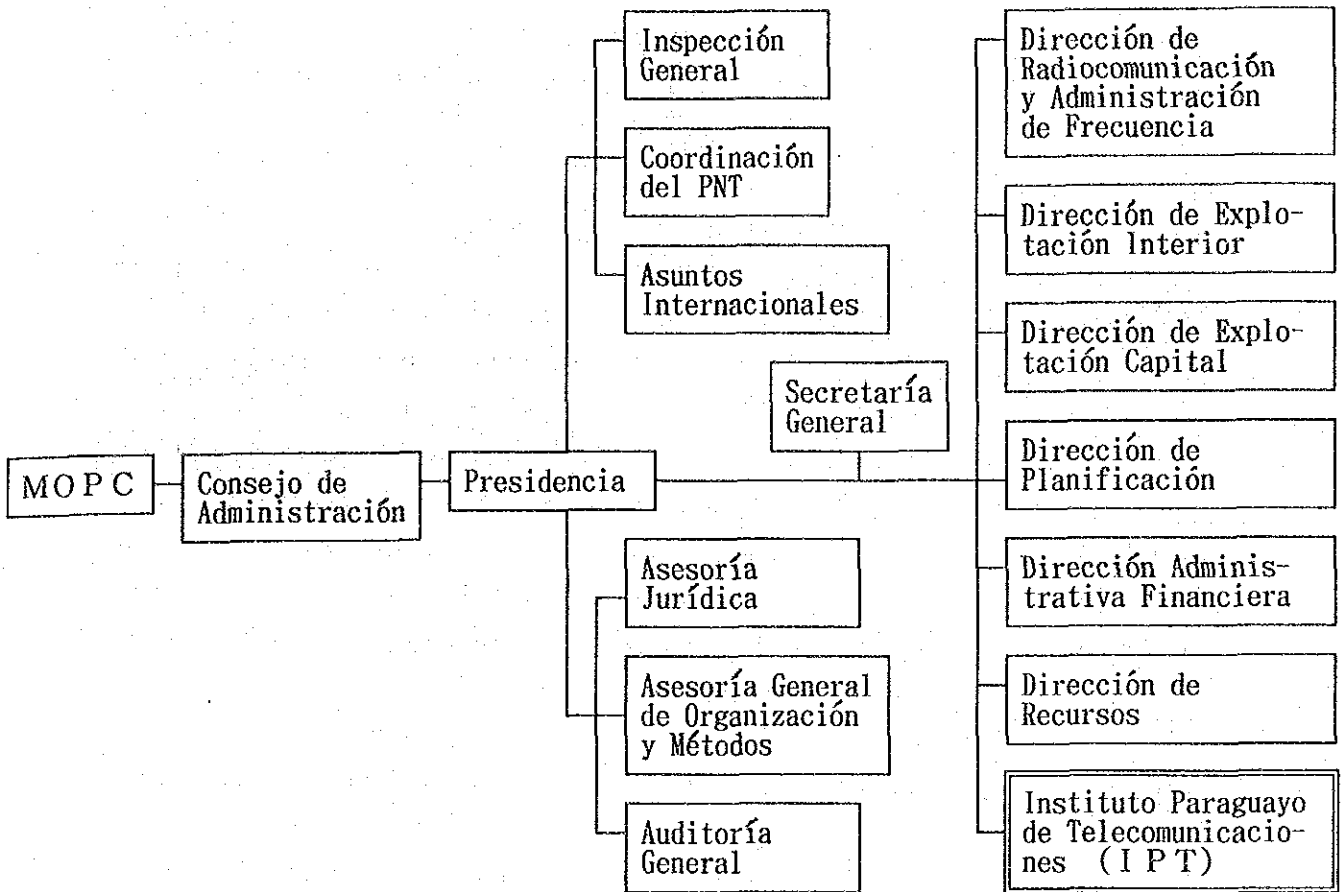 Inspección
General
Coordinación
del PNT
Asuntos
Internacionales
Secretaría
General
MOPC
Consejo de
Administración
Presidencia
Asesoría
Jurídica
Asesoría General
de Organización
y Métodos
Auditoría
General
Dirección de
Radiocomunicación
y Administración
de Frecuencia
Dirección de Explo-
tación Interior
Dirección de Explo-
tación Capital
Dirección de
Planificación
Dirección Adminis-
trativa Financiera
Dirección de
Recursos
Instituto Paraguayo
de Telecomunicacio-
nes (IPT)